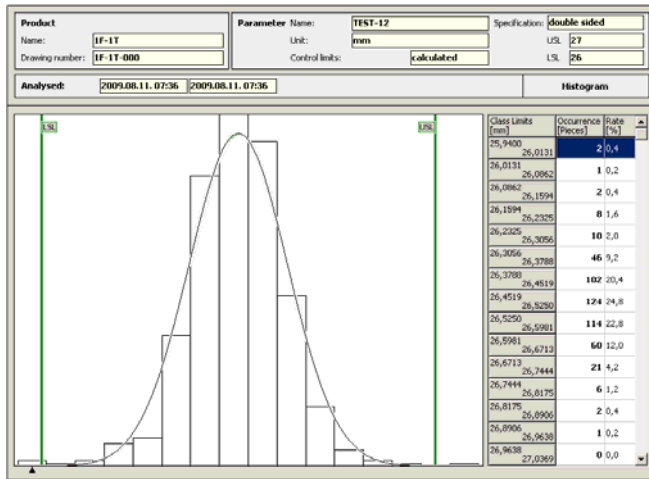 Product
Name: 1F-1T
Drawing number: 1F-1T-000
Parameter Name: TEST-12 Specification: double sided
Unit: mm USL 27
Control limits: calculated LSL 26
Analysed: 2009.08.11. 07:36 2009.08.11. 07:36 Histogram
LSL USL
Class Limits [mm] Occurrence [Pieces] Rate [%]
25,9400 26,0131 2 0,4
26,0131 26,0862 1 0,2
26,0862 26,1594 2 0,4
26,1594 26,2325 8 1,6
26,2325 26,3056 10 2,0
26,3056 26,3788 46 9,2
26,3788 26,4519 102 20,4
26,4519 26,5250 124 24,8
26,5250 26,5981 114 22,8
26,5981 26,6713 60 12,0
26,6713 26,7444 21 4,2
26,7444 26,8175 6 1,2
26,8175 26,8906 2 0,4
26,8906 26,9638 1 0,2
26,9638 27,0369 0 0,0